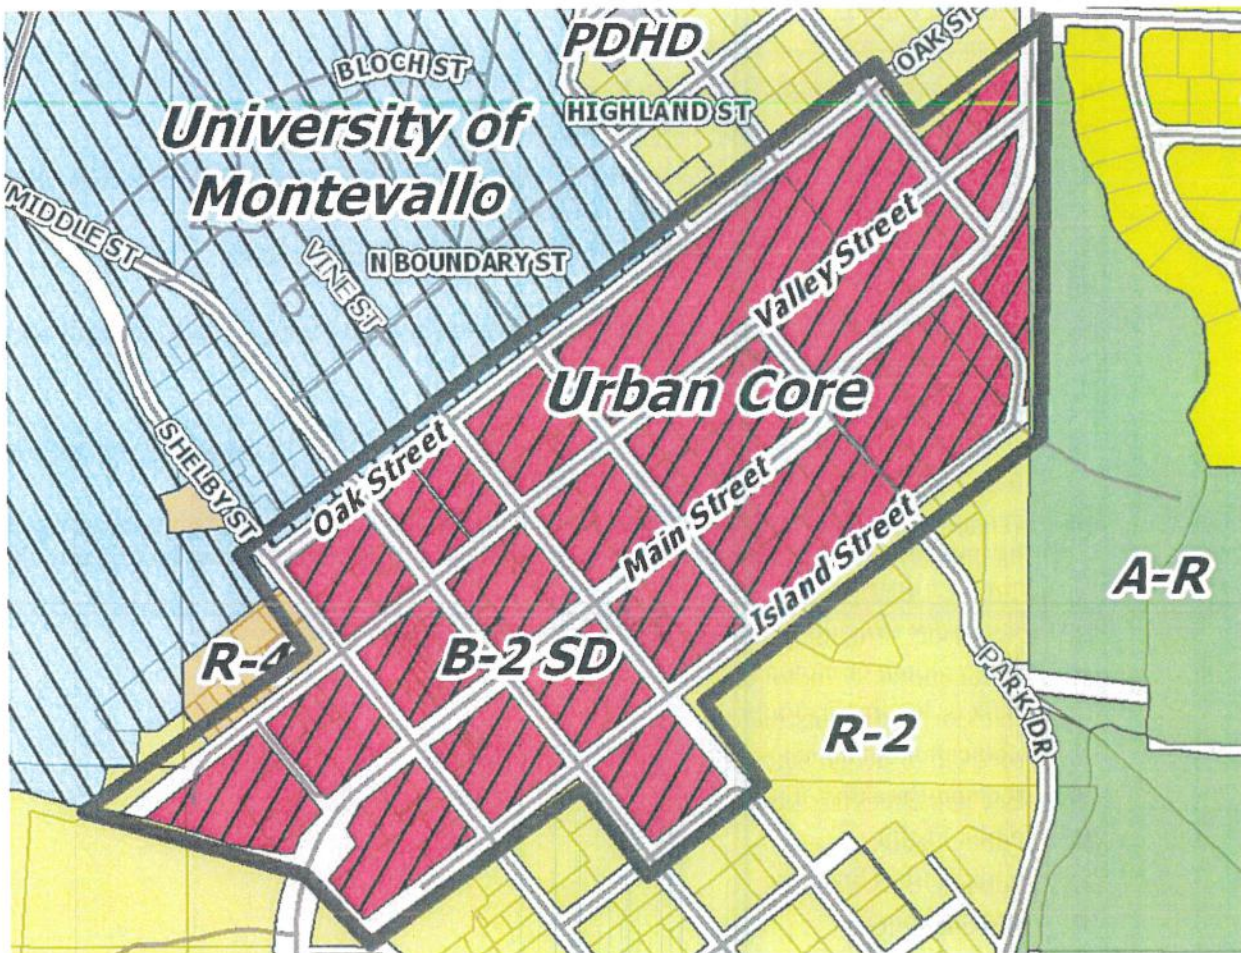 PDHD
OAK ST
BLOCH ST
HIGHLAND ST
University of
Montevallo
MIDDLE ST
VINE ST
N BOUNDARY ST
Valley Street
Urban Core
Oak Street
SHELBY ST
Main Street
Island Street
A-R
R-4
B-2 SD
PARK DR
R-2